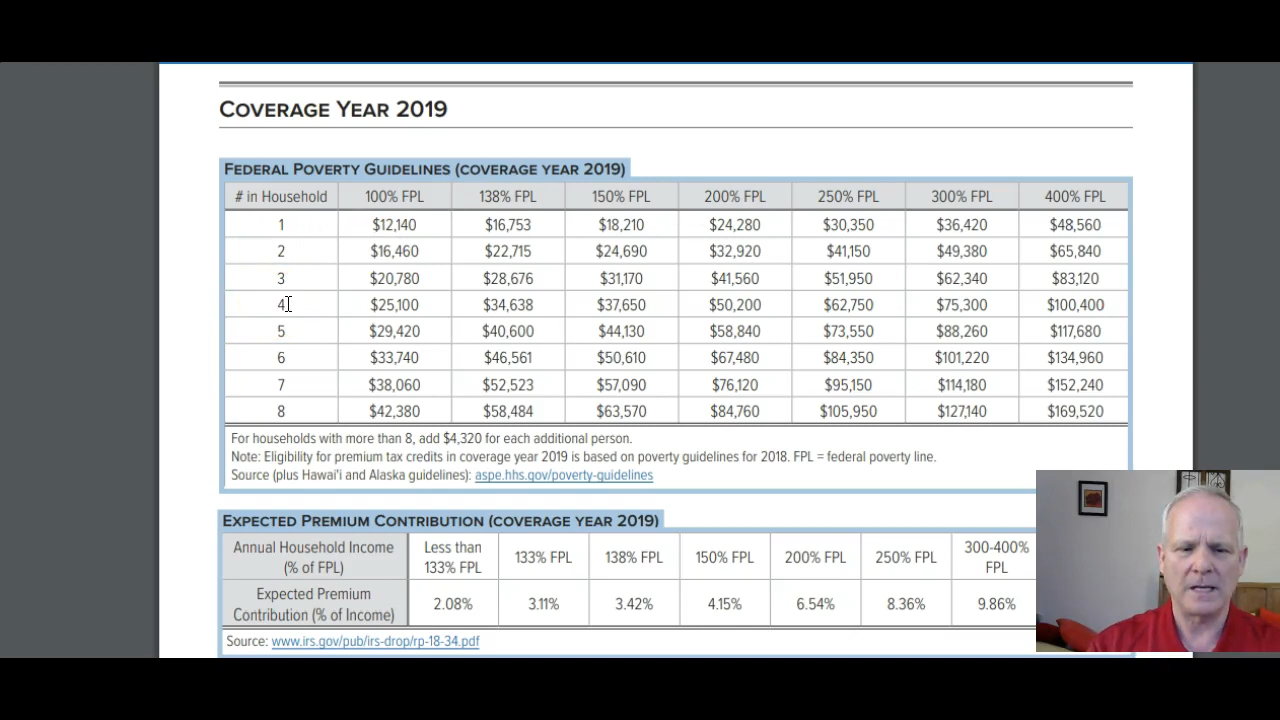 COVERAGE YEAR 2019
FEDERAL POVERTY GUIDELINES (COVERAGE YEAR 2019)
# in Household 100% FPL 138% FPL 150% FPL 200% FPL 250% FPL 300% FPL 400% FPL
1 $12,140 $16,753 $18,210 $24,280 $30,350 $36,420 $48,560
2 $16,460 $22,715 $24,690 $32,920 $41,150 $49,380 $65,840
3 $20,780 $28,676 $31,170 $41,560 $51,950 $62,340 $83,120
4 $25,100 $34,638 $37,650 $50,200 $62,750 $75,300 $100,400
5 $29,420 $40,600 $44,130 $58,840 $73,550 $88,260 $117,680
6 $33,740 $46,561 $50,610 $67,480 $84,350 $101,220 $134,960
7 $38,060 $52,523 $57,090 $76,120 $95,150 $114,180 $152,240
8 $42,380 $58,484 $63,570 $84,760 $105,950 $127,140 $169,520
For households with more than 8, add $4,320 for each additional person.
Note: Eligibility for premium tax credits in coverage year 2019 is based on poverty guidelines for 2018. FPL = federal poverty line.
Source (plus Hawai'i and Alaska guidelines): aspe.hhs.gov/poverty-guidelines
EXPECTED PREMIUM CONTRIBUTION (COVERAGE YEAR 2019)
Annual Household Income (% of FPL) Less than 133% FPL 133% FPL 138% FPL 150% FPL 200% FPL 250% FPL 300-400% FPL
Expected Premium Contribution (% of Income) 2.08% 3.11% 3.42% 4.15% 6.54% 8.36% 9.86%
Source: www.irs.gov/pub/irs-drop/rp-18-34.pdf